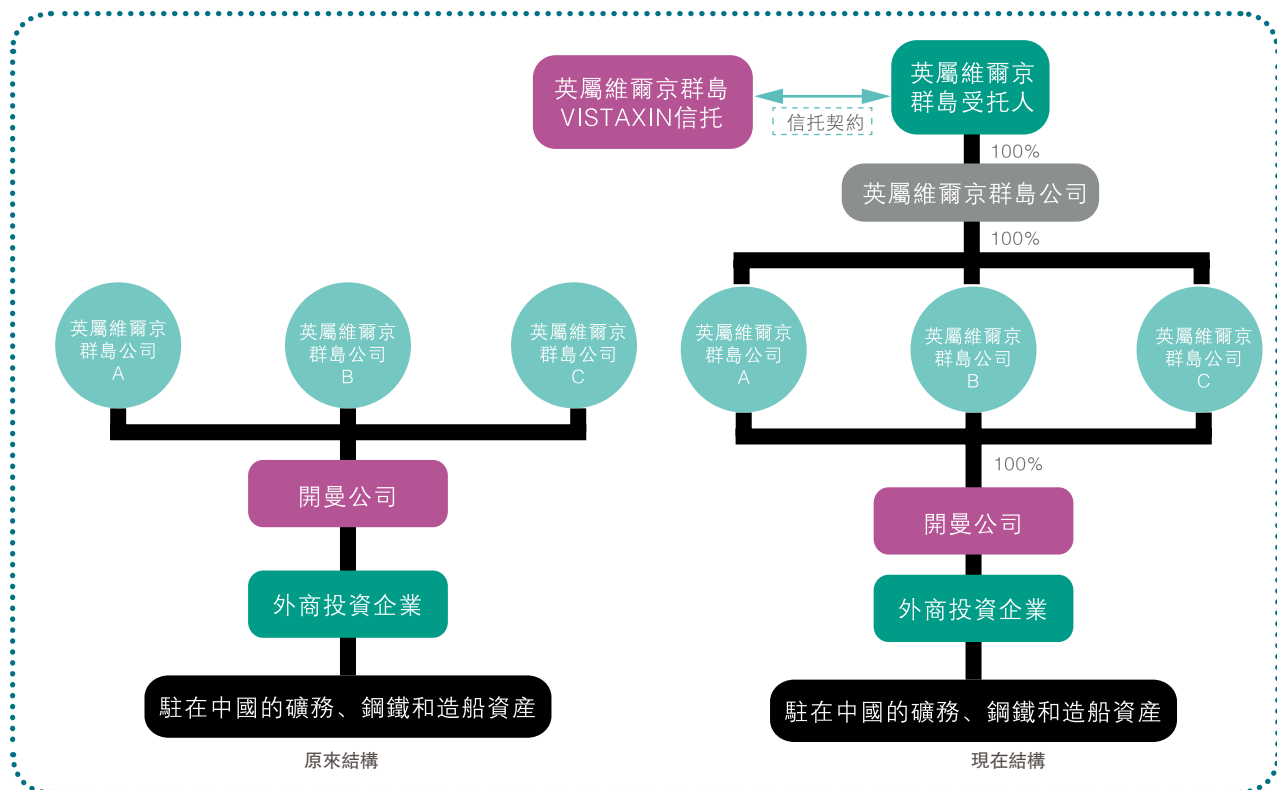 英屬維爾京群島
VISTAXIN信托
信托契約
英屬維爾京
群島受托人
100%
英屬維爾京群島公司
100%
英屬維爾京
群島公司
A
英屬維爾京
群島公司
B
英屬維爾京
群島公司
C
開曼公司
外商投資企業
駐在中國的礦務、鋼鐵和造船資産
原來結構
英屬維爾京
群島公司
A
英屬維爾京
群島公司
B
英屬維爾京
群島公司
C
100%
開曼公司
外商投資企業
駐在中國的礦務、鋼鐵和造船資産
現在結構